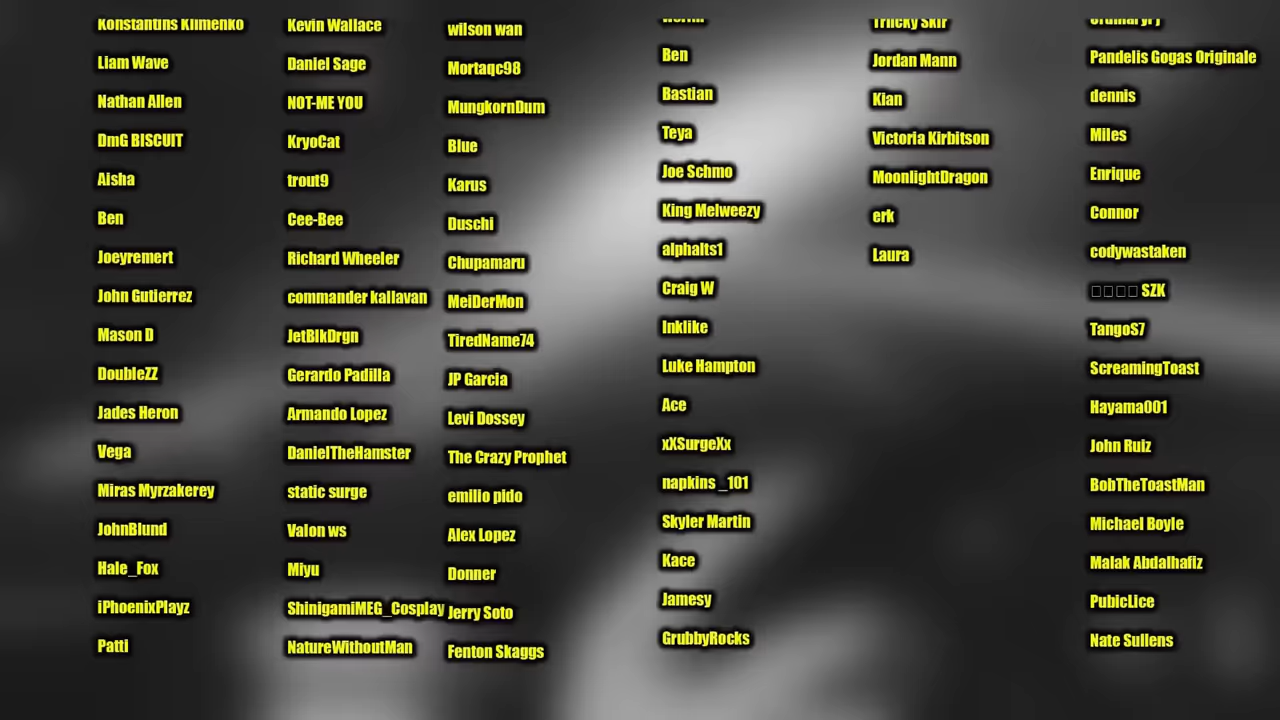 Konstantins Klimenko
Liam Wave
Nathan Allen
DmG BISCUIT
Aisha
Ben
Joeyremert
John Gutierrez
Mason D
DoubleZZ
Jades Heron
Vega
Miras Myrzakerey
JohnBlund
Hale_Fox
iPhoenixPlayz
Patti
Kevin Wallace
Daniel Sage
NOT-ME YOU
KryoCat
trout9
Cee-Bee
Richard Wheeler
commander kallavan
JetBlkDrgn
Gerardo Padilla
Armando Lopez
DanielTheHamster
static surge
Valon ws
Miyu
ShinigamiMEG_Cosplay
NatureWithoutMan
wilson wan
Mortaqc98
MungkornDum
Blue
Karus
Duschi
Chupamaru
MeiDerMon
TiredName74
JP Garcia
Levi Dossey
The Crazy Prophet
emilio pido
Alex Lopez
Donner
Jerry Soto
Fenton Skaggs
Ben
Bastian
Teya
Joe Schmo
King Melweezy
alphalts1
Craig W
Inklike
Luke Hampton
Ace
xXSurgeXx
napkins _101
Skyler Martin
Kace
Jamesy
GrubbyRocks
Jordan Mann
Kian
Victoria Kirbitson
MoonlightDragon
erk
Laura
Pandelis Gogas Originale
dennis
Miles
Enrique
Connor
codywastaken
SZK
TangoS7
ScreamingToast
Hayama001
John Ruiz
BobTheToastMan
Michael Boyle
Malak Abdalhafiz
PubicLice
Nate Sullens